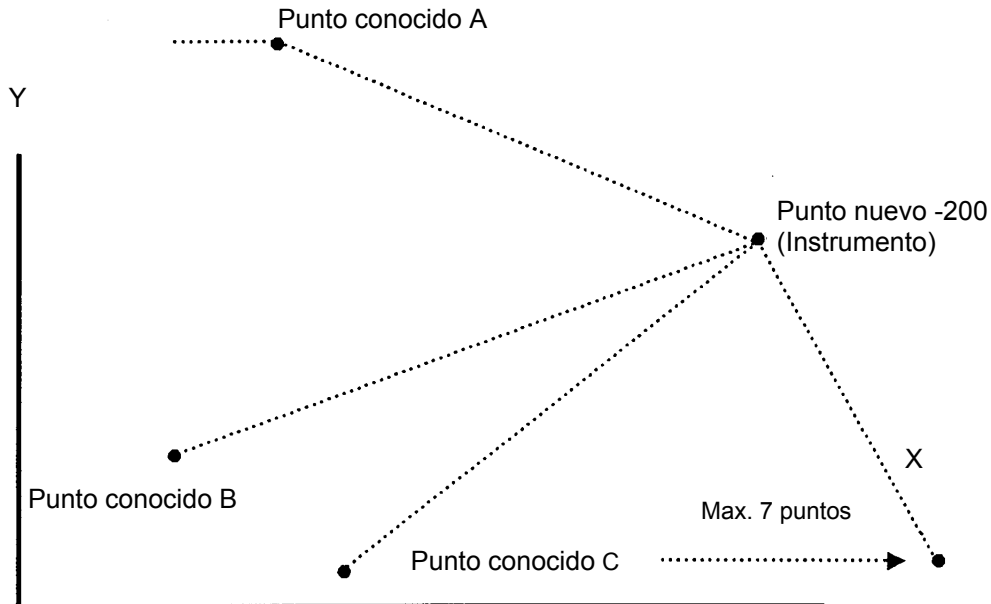 Punto conocido A
Y
Punto nuevo -200
(Instrumento)
X
Punto conocido B
Max. 7 puntos
Punto conocido C